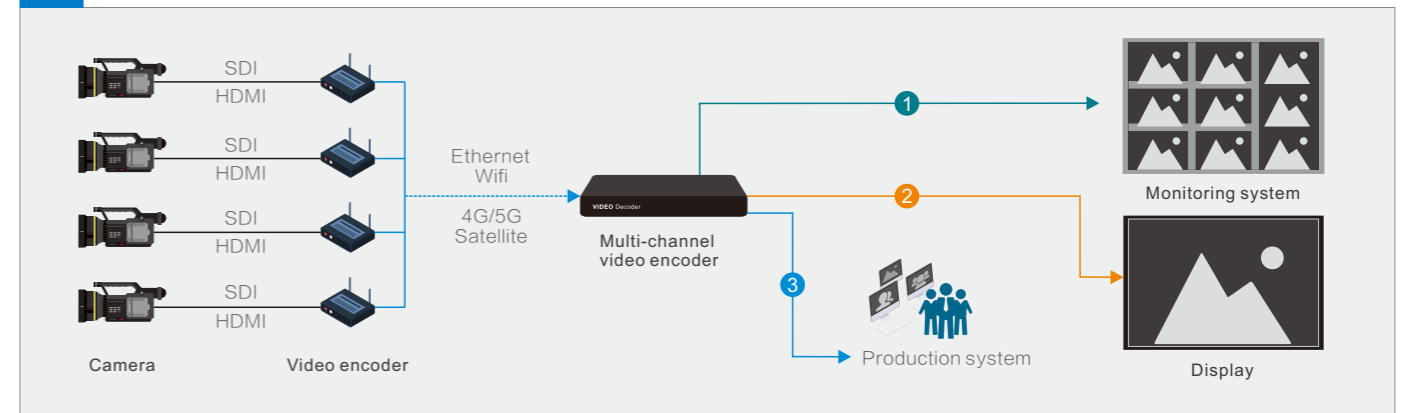 SDI
HDMI
SDI
HDMI
SDI
HDMI
SDI
HDMI
Camera
Video encoder
Ethernet
Wifi
4G/5G
Satellite
VIDEO Decoder
Multi-channel
video encoder
1
2
3
Monitoring system
Production system
Display